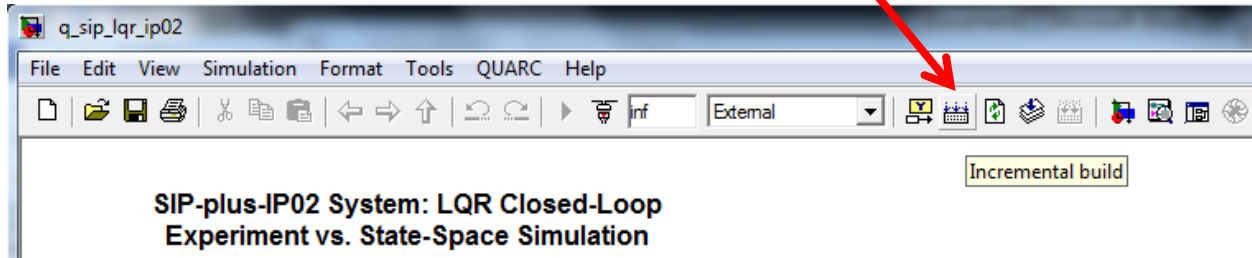 q_sip_lqr_ip02
File Edit View Simulation Format Tools QUARC Help
inf External
Incremental build
SIP-plus-IP02 System: LQR Closed-Loop
Experiment vs. State-Space Simulation